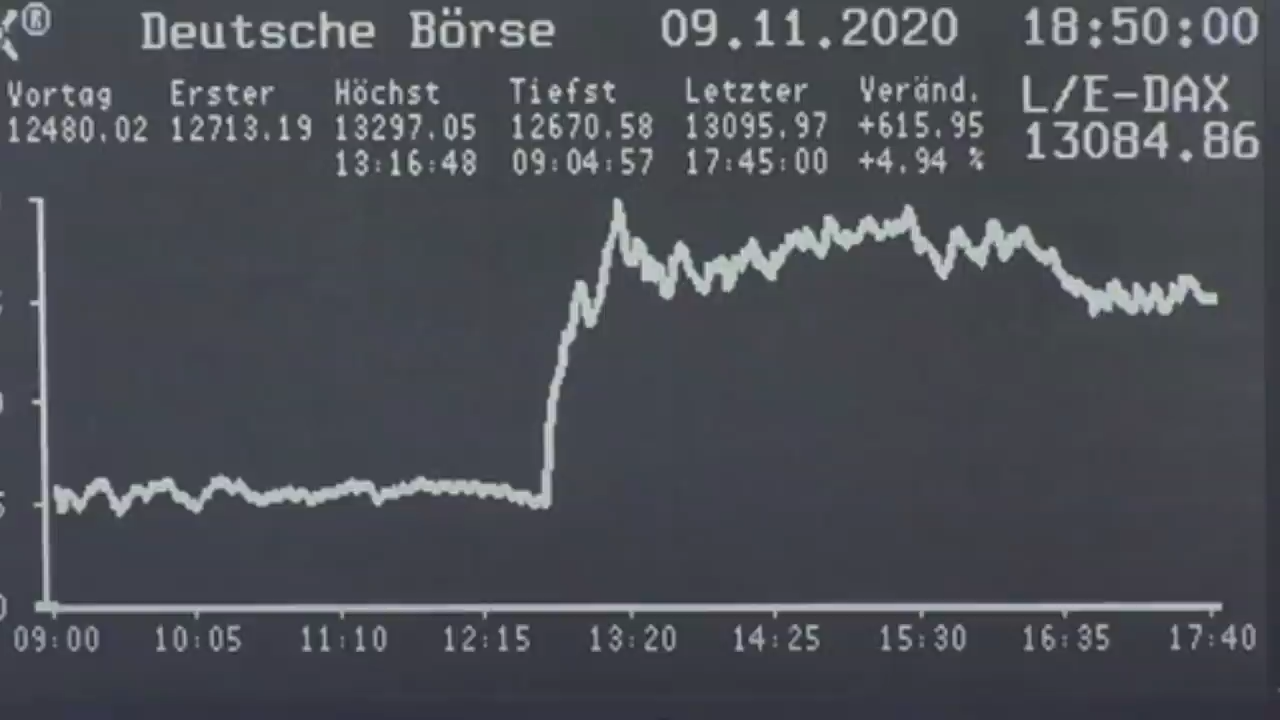 X® Deutsche Börse 09.11.2020 18:50:00
Vortag Erster Höchst Tiefst Letzter Veränd. L/E-DAX
12480.02 12713.19 13297.05 12670.58 13095.97 +615.95 13084.86
13:16:48 09:04:57 17:45:00 +4.94 %
09:00 10:05 11:10 12:15 13:20 14:25 15:30 16:35 17:40